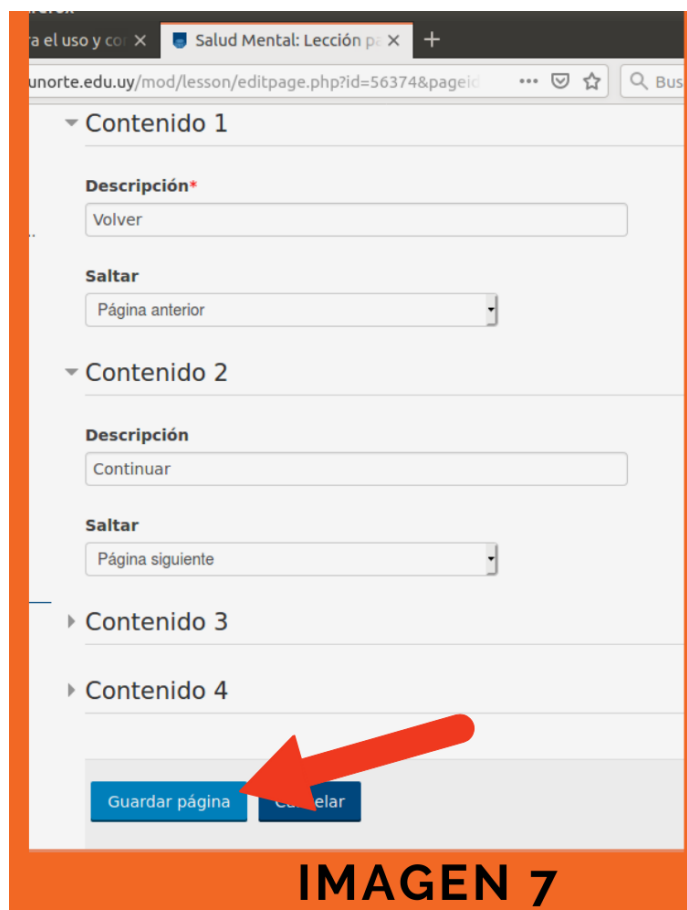 ra el uso y co
Salud Mental: Lección pa
unorte.edu.uy/mod/lesson/editpage.php?id=56374&pageid
Bus
Contenido 1
Descripción*
Volver
Saltar
Página anterior
Contenido 2
Descripción
Continuar
Saltar
Página siguiente
Contenido 3
Contenido 4
Guardar página
IMAGEN 7